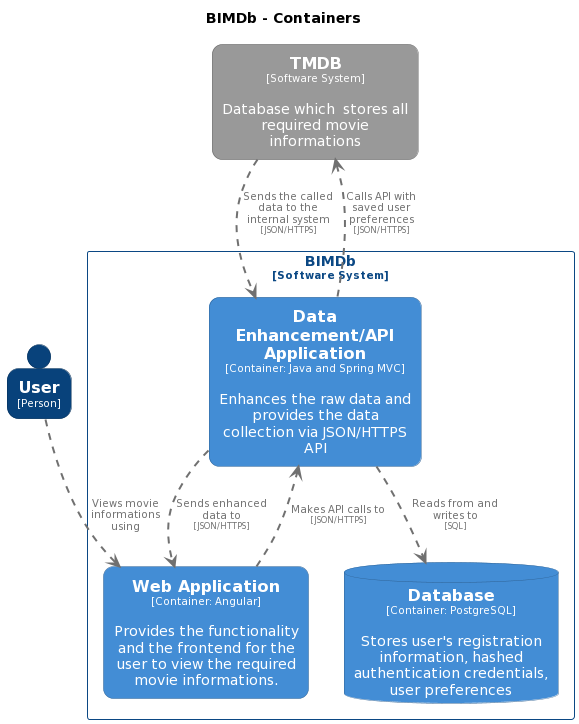 BIMDb - Containers
TMDB
[Software System]
Database which  stores all
required movie
informations
Sends the called
data to the
internal system
[JSON/HTTPS]
Calls API with
saved user
preferences
[JSON/HTTPS]
BIMDb
[Software System]
Data
Enhancement/API
Application
[Container: Java and Spring MVC]
Enhances the raw data and
provides the data
collection via JSON/HTTPS
API
User
[Person]
Views movie
informations
using
Sends enhanced
data to
[JSON/HTTPS]
Makes API calls to
[JSON/HTTPS]
Reads from and
writes to
[SQL]
Web Application
[Container: Angular]
Provides the functionality
and the frontend for the
user to view the required
movie informations.
Database
[Container: PostgreSQL]
Stores user's registration
information, hashed
authentication credentials,
user preferences